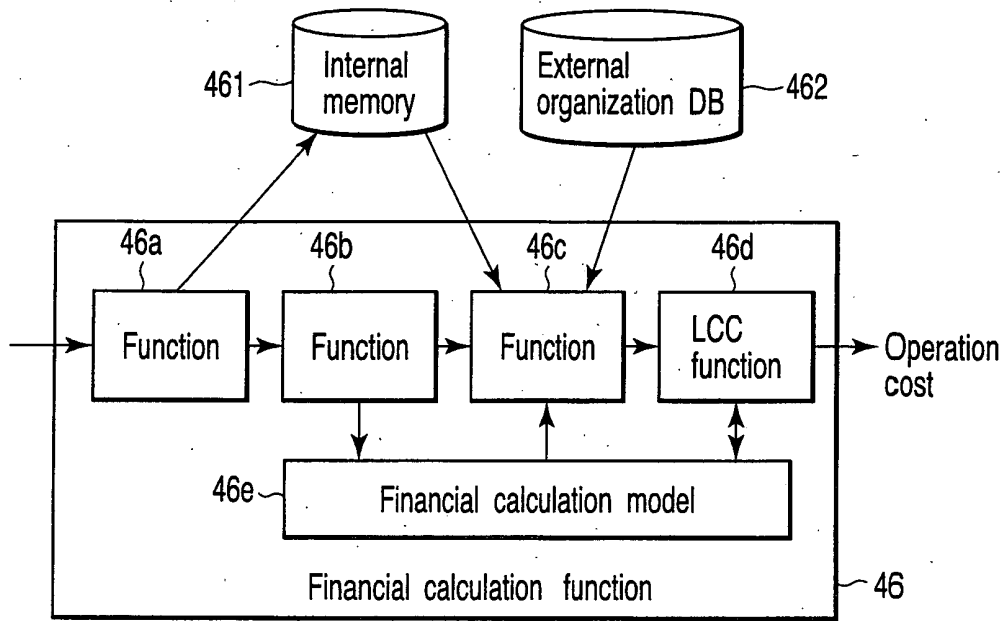 461
Internal
memory
External
organization DB
462
46a
46b
46c
46d
Function
Function
Function
LCC
function
Operation
cost
46e
Financial calculation model
Financial calculation function
46